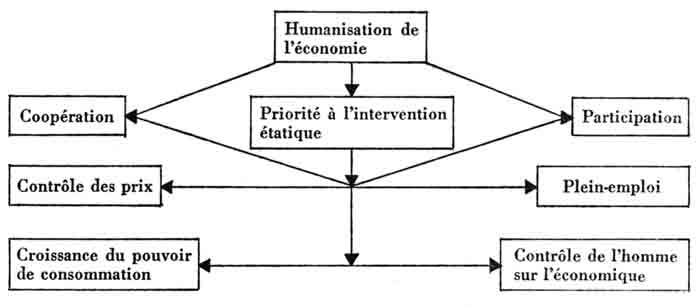 Humanisation de
l'économie
Coopération
Priorité à l'intervention
étatique
Participation
Contrôle des prix
Plein-emploi
Croissance du pouvoir
de consommation
Contrôle de l'homme
sur l'économique